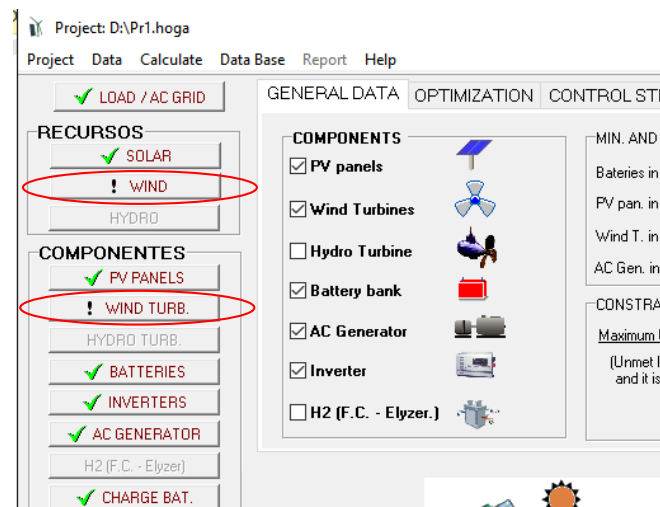 Project: D:\Pr1.hoga
Project Data Calculate Data Base Report Help
LOAD / AC GRID
RECURSOS
SOLAR
! WIND
HYDRO
COMPONENTES
PV PANELS
! WIND TURB.
HYDRO TURB.
BATTERIES
INVERTERS
AC GENERATOR
H2 (F.C. - Elyzer)
CHARGE BAT.
GENERAL DATA OPTIMIZATION CONTROL
COMPONENTS
PV panels
Wind Turbines
Hydro Turbine
Battery bank
AC Generator
Inverter
H2 (F.C. - Elyzer.)
MIN. AND
Bateries in
PV pan. in
Wind T. in
AC Gen. in
Maximum
(Unmet
and it is